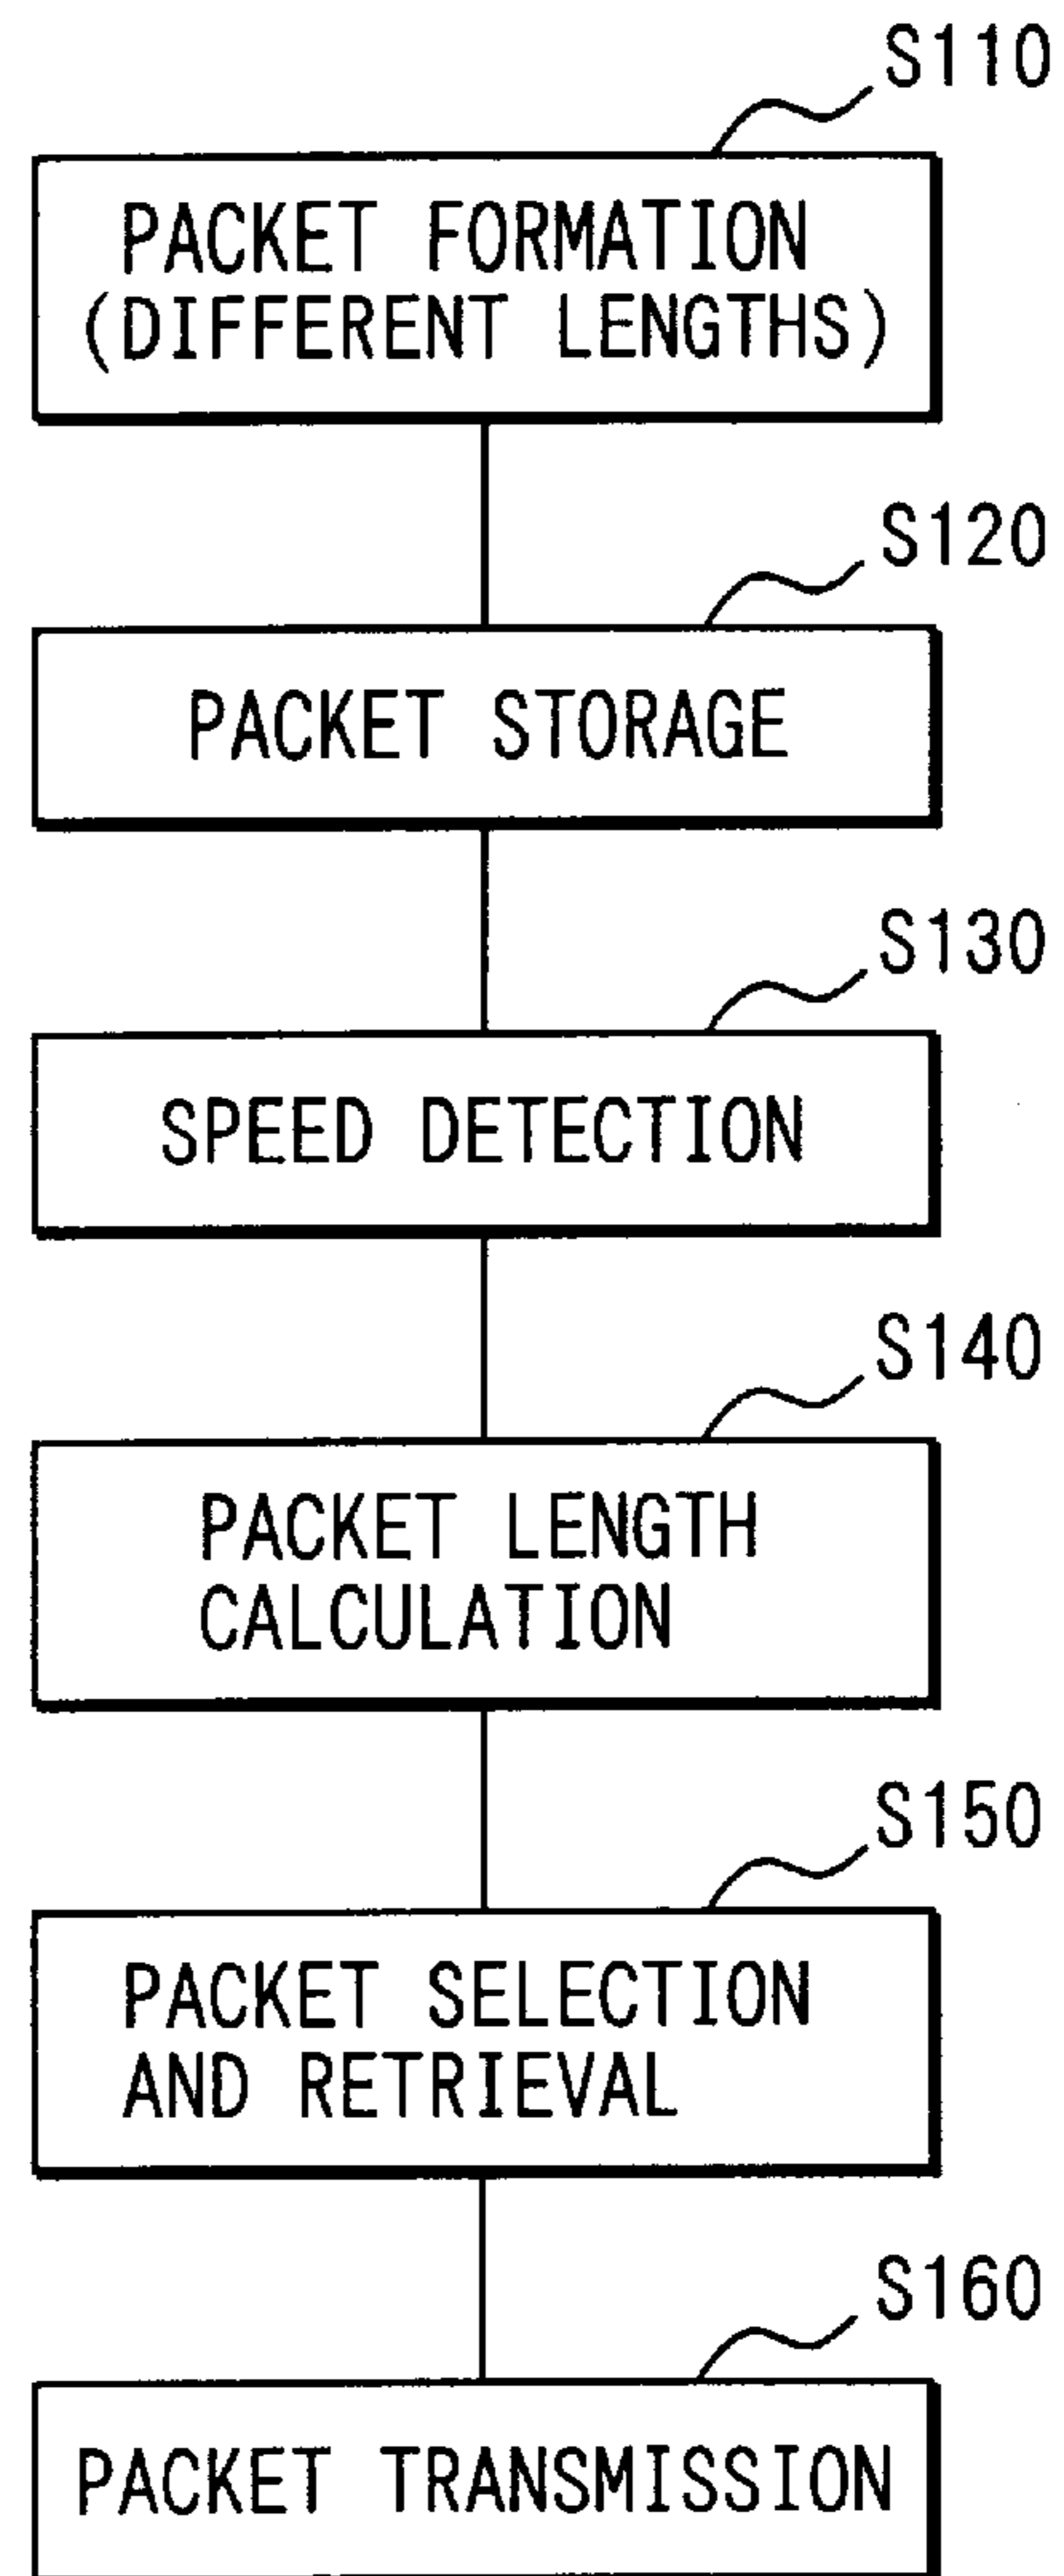 S110
PACKET FORMATION
(DIFFERENT LENGTHS)
S120
PACKET STORAGE
S130
SPEED DETECTION
S140
PACKET LENGTH
CALCULATION
S150
PACKET SELECTION
AND RETRIEVAL
S160
PACKET TRANSMISSION